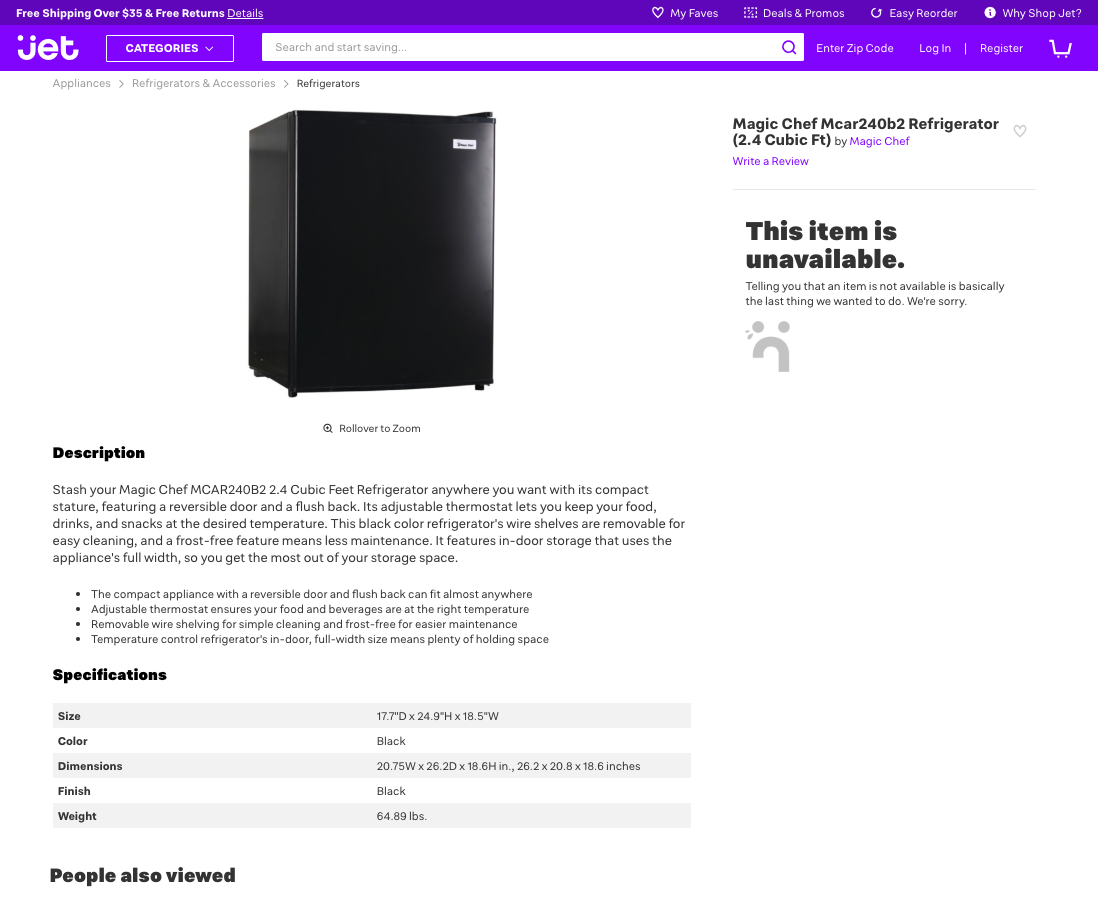 Free Shipping Over $35 & Free Returns Details
My Faves
Deals & Promos
Easy Reorder
Why Shop Jet?
jet
CATEGORIES
Search and start saving...
Enter Zip Code
Log In | Register
Appliances > Refrigerators & Accessories > Refrigerators
Magic Chef
Rollover to Zoom
Magic Chef Mcar240b2 Refrigerator
(2.4 Cubic Ft) by Magic Chef
Write a Review
This item is
unavailable.
Telling you that an item is not available is basically
the last thing we wanted to do. We're sorry.
Description
Stash your Magic Chef MCAR240B2 2.4 Cubic Feet Refrigerator anywhere you want with its compact
stature, featuring a reversible door and a flush back. Its adjustable thermostat lets you keep your food,
drinks, and snacks at the desired temperature. This black color refrigerator's wire shelves are removable for
easy cleaning, and a frost-free feature means less maintenance. It features in-door storage that uses the
appliance's full width, so you get the most out of your storage space.
• The compact appliance with a reversible door and flush back can fit almost anywhere
• Adjustable thermostat ensures your food and beverages are at the right temperature
• Removable wire shelving for simple cleaning and frost-free for easier maintenance
• Temperature control refrigerator's in-door, full-width size means plenty of holding space
Specifications
Size 17.7"D x 24.9"H x 18.5"W
Color Black
Dimensions 20.75W x 26.2D x 18.6H in., 26.2 x 20.8 x 18.6 inches
Finish Black
Weight 64.89 lbs.
People also viewed